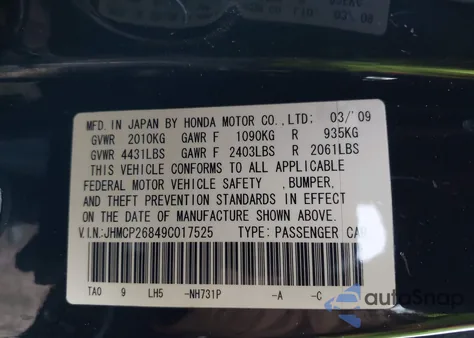 MFD. IN JAPAN BY HONDA MOTOR CO.,LTD: 03/'09
GVWR 2010KG GAWR F 1090KG R 935KG
GVWR 4431LBS GAWR F 2403LBS R 2061LBS
THIS VEHICLE CONFORMS TO ALL APPLICABLE
FEDERAL MOTOR VEHICLE SAFETY ,BUMPER,
AND THEFT PREVENTION STANDARDS IN EFFECT
ON THE DATE OF MANUFACTURE SHOWN ABOVE.
V.I.N.:JHMCP26849C017525 TYPE: PASSENGER CAR
TA0 9 LH5 -NH731P -A -C
autoSnap